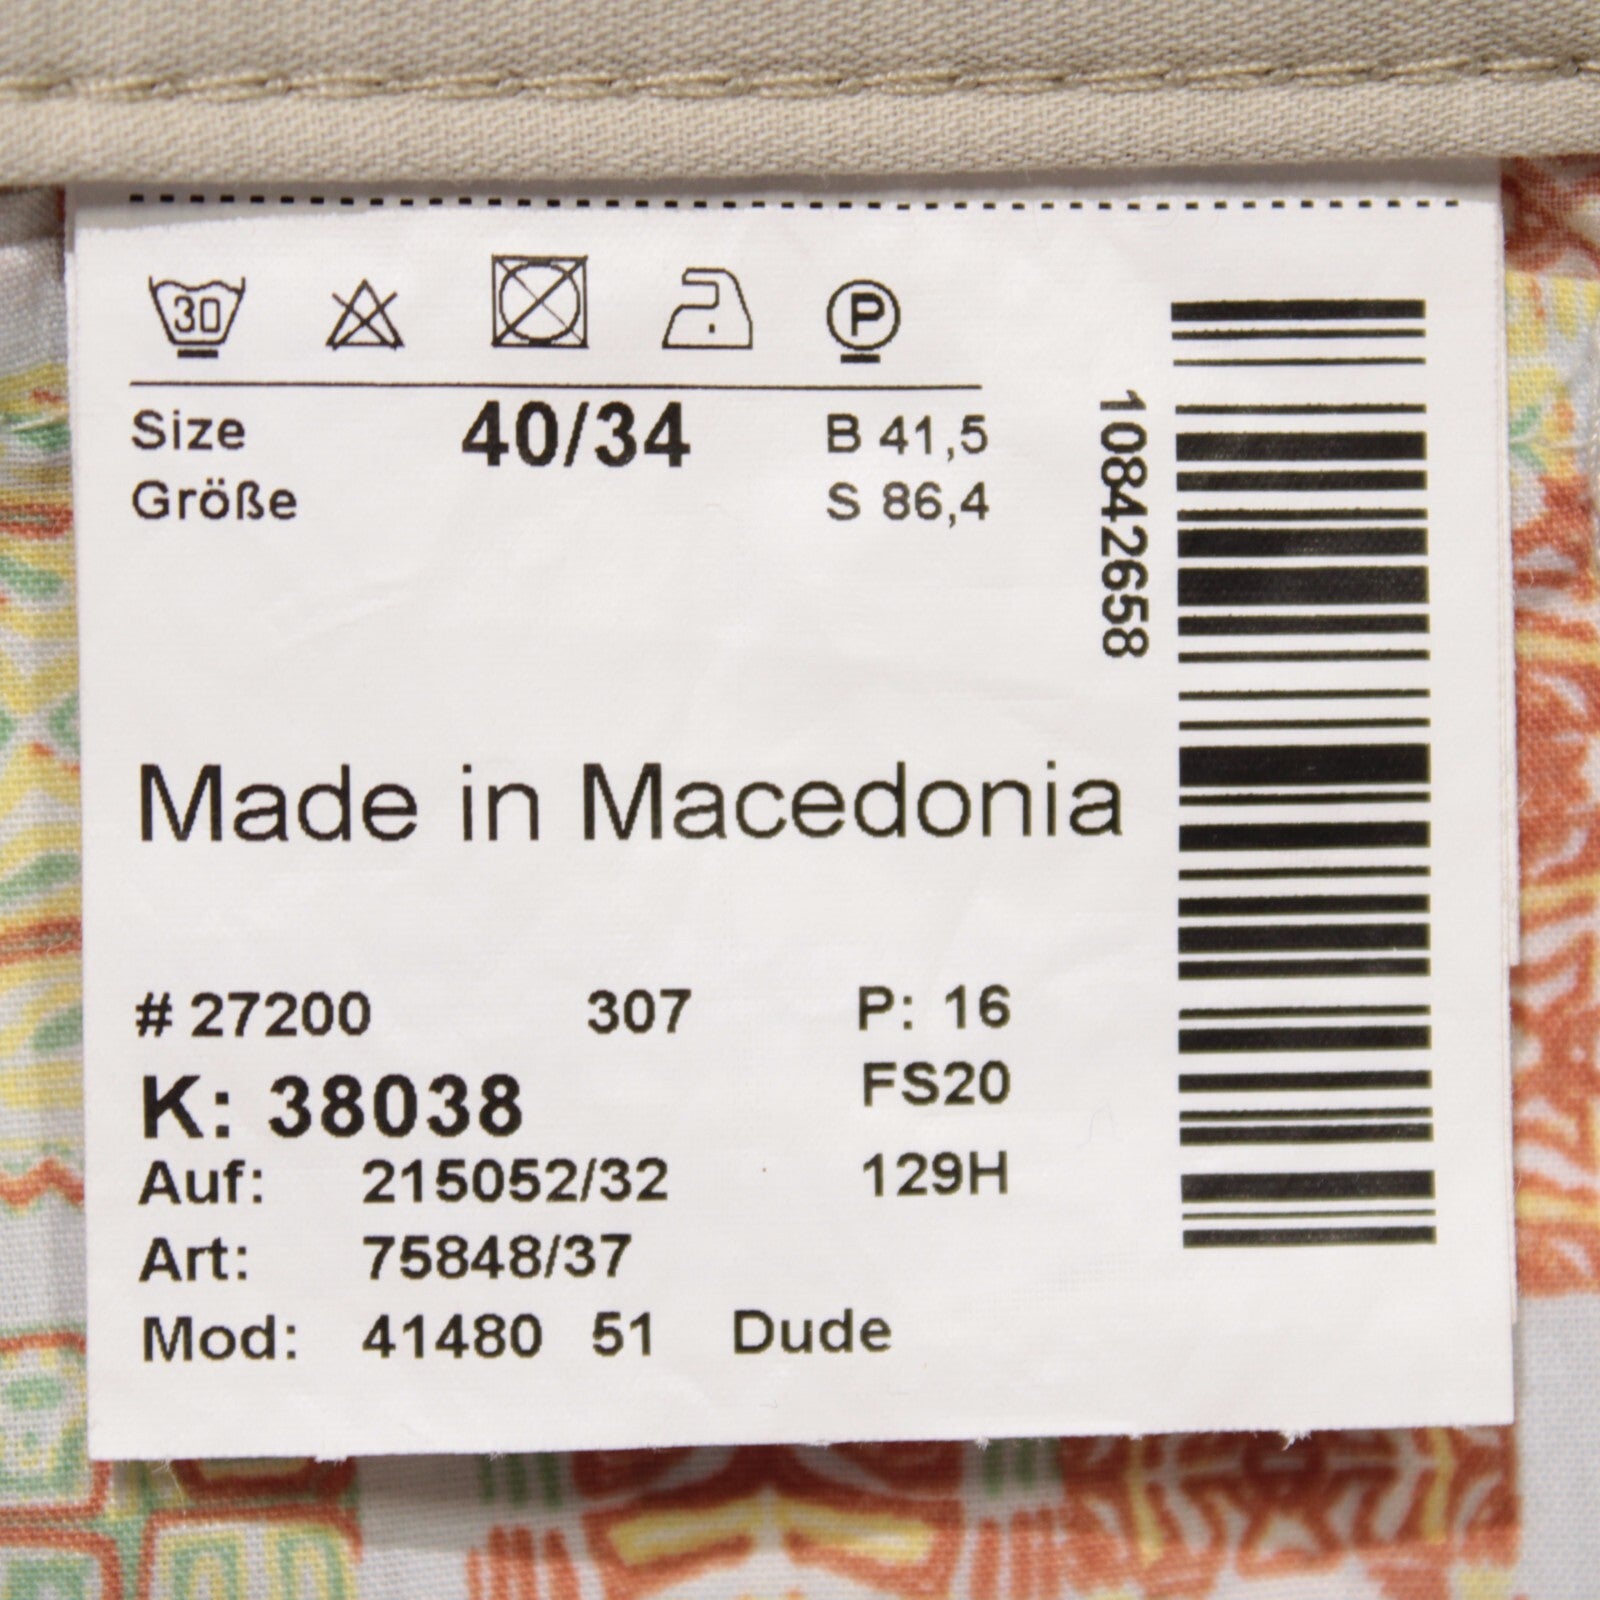 30 P
Size 40/34 B 41,5
Größe S 86,4
10842658
Made in Macedonia
# 27200 307 P: 16
K: 38038 FS20
Auf: 215052/32 129H
Art: 75848/37
Mod: 41480 51 Dude